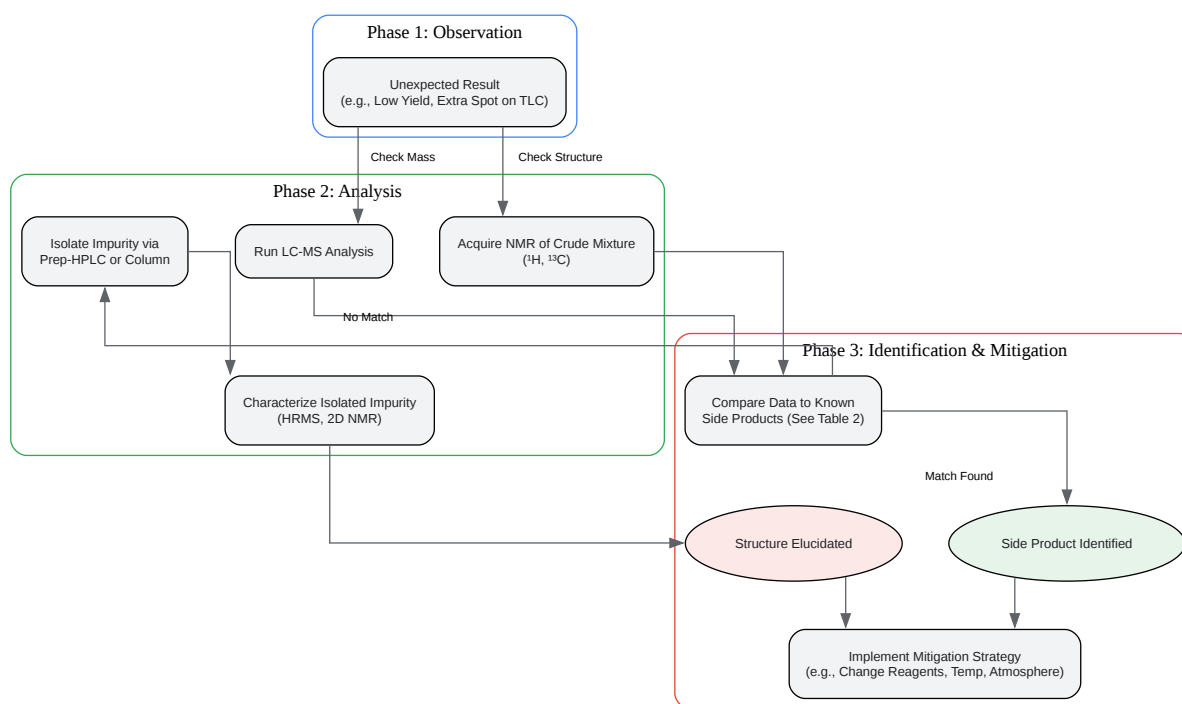 Phase 1: Observation
Unexpected Result
(e.g., Low Yield, Extra Spot on TLC)
Check Mass
Check Structure
Phase 2: Analysis
Isolate Impurity via
Prep-HPLC or Column
Run LC-MS Analysis
Acquire NMR of Crude Mixture
(¹H, ¹³C)
No Match
Phase 3: Identification & Mitigation
Characterize Isolated Impurity
(HRMS, 2D NMR)
Compare Data to Known
Side Products (See Table 2)
Match Found
Structure Elucidated
Side Product Identified
Implement Mitigation Strategy
(e.g., Change Reagents, Temp, Atmosphere)